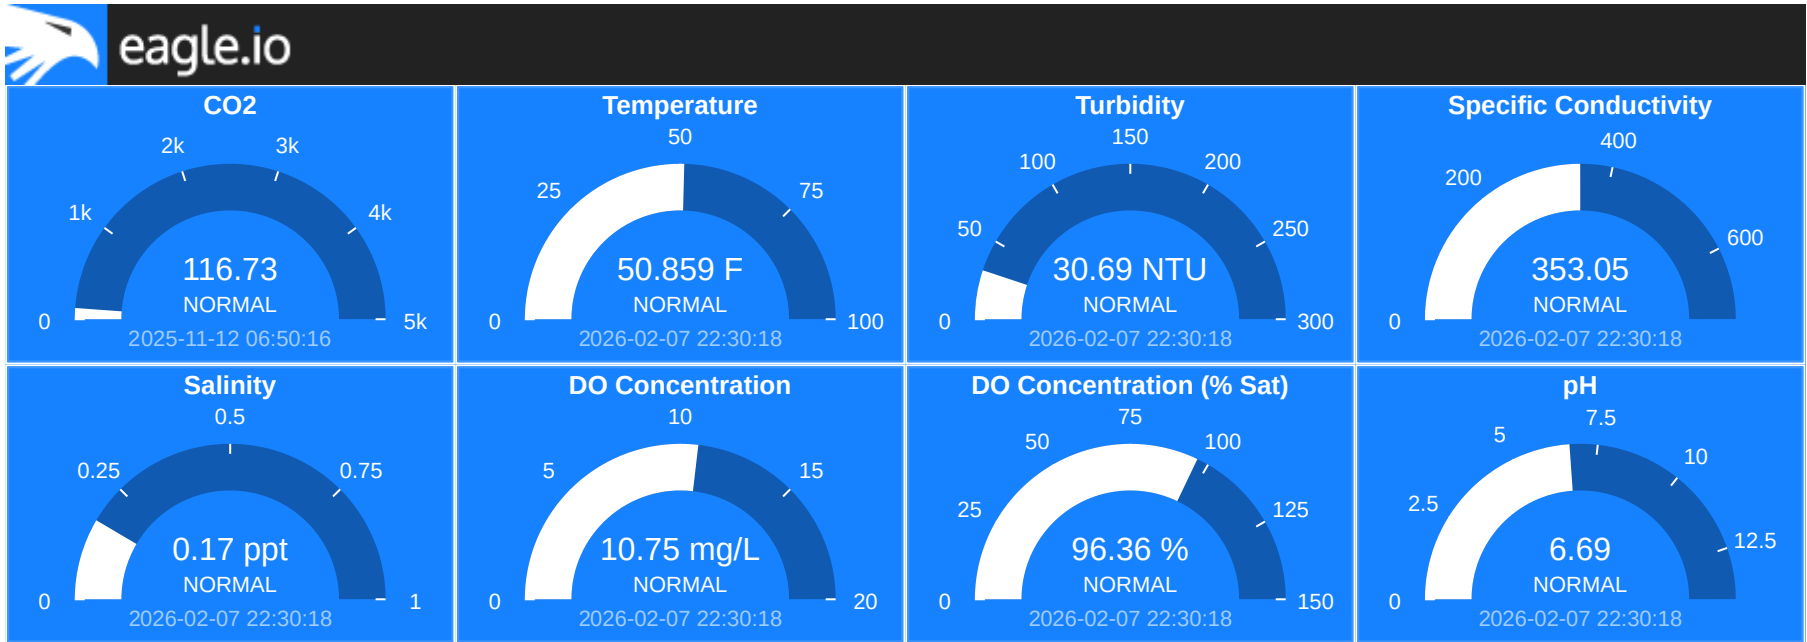 eagle.io
CO2
0
1k
2k
3k
4k
5k
116.73
NORMAL
2025-11-12 06:50:16
Temperature
0
25
50
75
100
50.859 F
NORMAL
2026-02-07 22:30:18
Turbidity
0
50
100
150
200
250
300
30.69 NTU
NORMAL
2026-02-07 22:30:18
Specific Conductivity
0
200
400
600
353.05
NORMAL
2026-02-07 22:30:18
Salinity
0
0.25
0.5
0.75
1
0.17 ppt
NORMAL
2026-02-07 22:30:18
DO Concentration
0
5
10
15
20
10.75 mg/L
NORMAL
2026-02-07 22:30:18
DO Concentration (% Sat)
0
25
50
75
100
125
150
96.36 %
NORMAL
2026-02-07 22:30:18
pH
0
2.5
5
7.5
10
12.5
6.69
NORMAL
2026-02-07 22:30:18